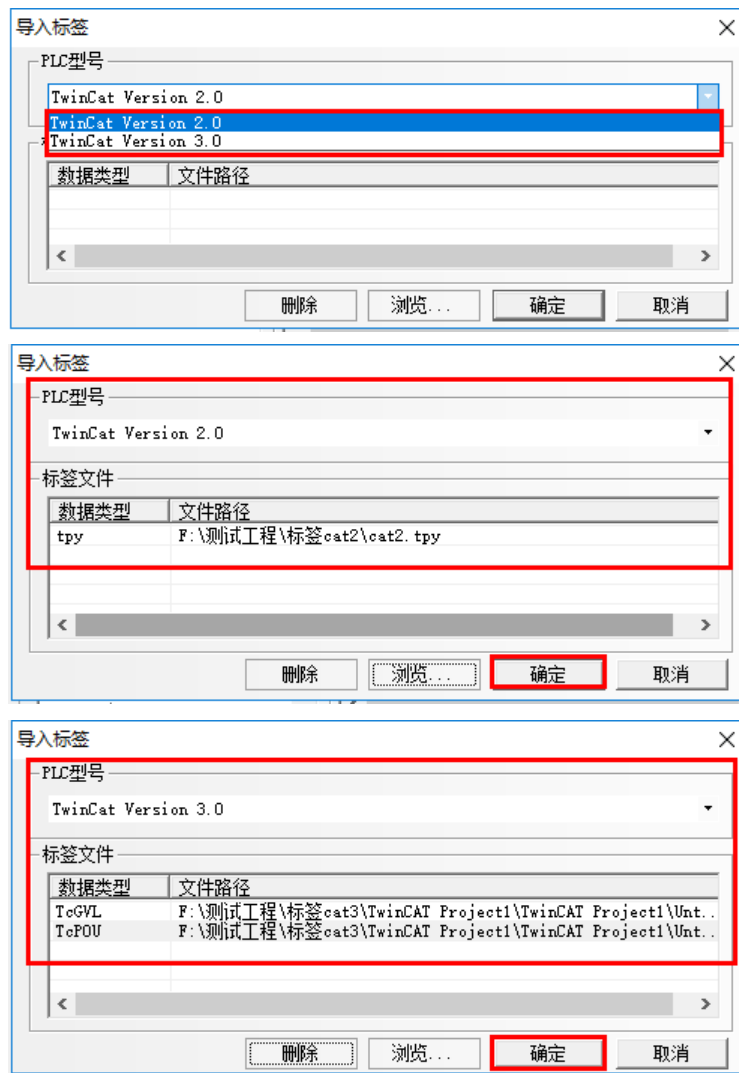 导入标签
PLC型号
TwinCat Version 2.0
TwinCat Version 2.0
TwinCat Version 3.0
数据类型 文件路径
删除 浏览... 确定 取消
导入标签
PLC型号
TwinCat Version 2.0
标签文件
数据类型 文件路径
tpy F:\测试工程\标签cat2\cat2.tpy
删除 浏览... 确定 取消
导入标签
PLC型号
TwinCat Version 3.0
标签文件
数据类型 文件路径
TcGVL F:\测试工程\标签cat3\TwinCAT Project1\TwinCAT Project1\Unt..
TcPOU F:\测试工程\标签cat3\TwinCAT Project1\TwinCAT Project1\Unt..
删除 浏览... 确定 取消